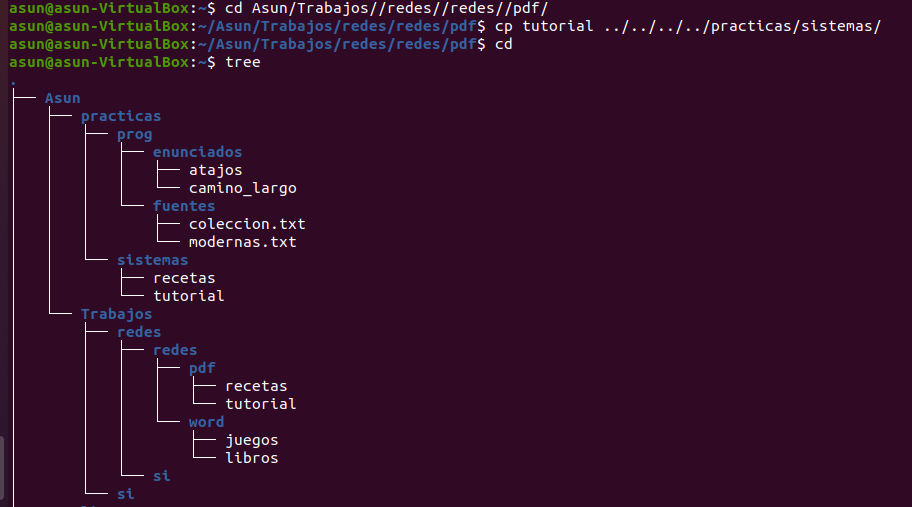 asun@asun-VirtualBox:~$ cd Asun/Trabajos//redes//redes//pdf/
asun@asun-VirtualBox:~/Asun/Trabajos/redes/redes/pdf$ cp tutorial ../../../../practicas/sistemas/
asun@asun-VirtualBox:~/Asun/Trabajos/redes/redes/pdf$ cd
asun@asun-VirtualBox:~$ tree
.
├── Asun
│   ├── practicas
│   │   ├── prog
│   │   │   ├── enunciados
│   │   │   │   ├── atajos
│   │   │   │   └── camino_largo
│   │   │   └── fuentes
│   │   │       ├── coleccion.txt
│   │   │       └── modernas.txt
│   │   └── sistemas
│   │       ├── recetas
│   │       └── tutorial
│   └── Trabajos
│       ├── redes
│       │   ├── redes
│       │   │   ├── pdf
│       │   │   │   ├── recetas
│       │   │   │   └── tutorial
│       │   │   └── word
│       │   │       ├── juegos
│       │   │       └── libros
│       │   └── si
│       └── si